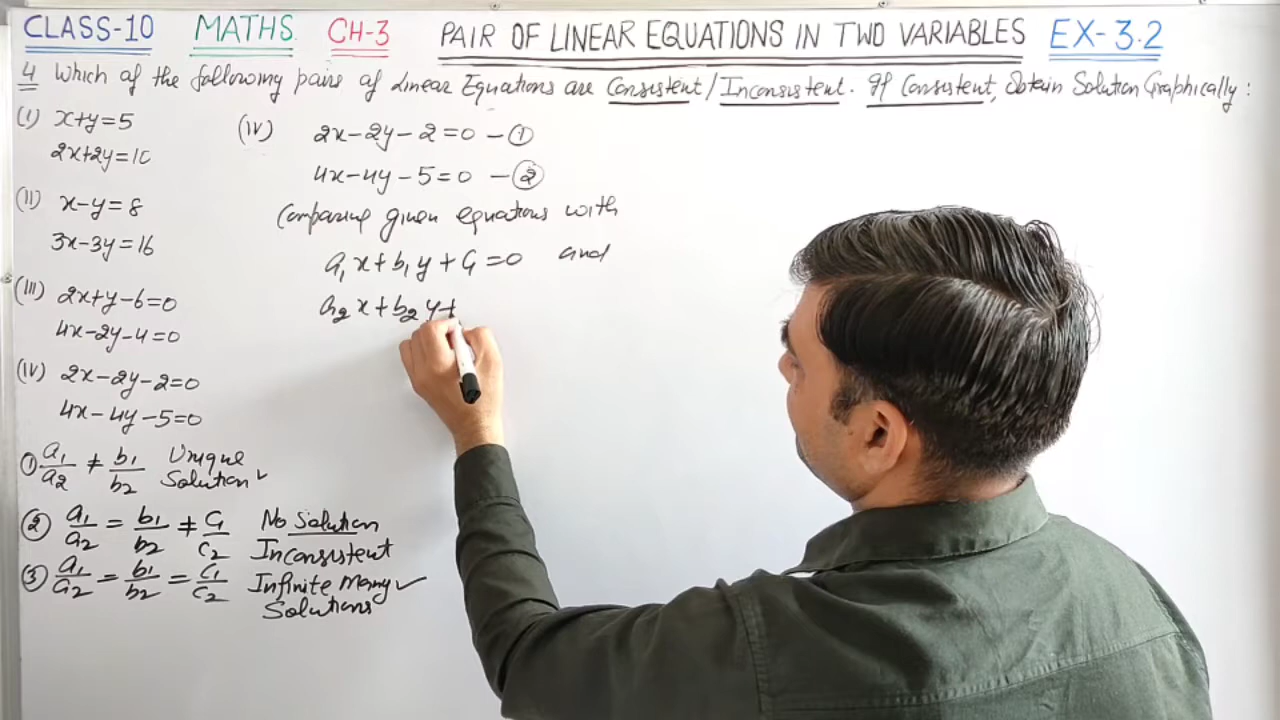 CLASS-10 MATHS. CH-3 PAIR OF LINEAR EQUATIONS IN TWO VARIABLES EX-3.2
4 Which of the following pairs of Linear Equations are Consistent/Inconsistent. If Consistent, Obtain Solution Graphically:
(I) x+y=5
2x+2y=10
(II) x-y=8
3x-3y=16
(III) 2x+y-6=0
4x-2y-4=0
(IV) 2x-2y-2=0
4x-4y-5=0
① a₁/a₂ ≠ b₁/b₂ Unique
Solution ✓
② a₁/a₂ = b₁/b₂ ≠ c₁/c₂ No Solution
Inconsistent
③ a₁/a₂ = b₁/b₂ = c₁/c₂ Infinite Many ✓
Solutions
(IV) 2x-2y-2=0 -①
4x-4y-5=0 -②
Comparing given equations with
a₁x+b₁y+c₁=0 and
a₂x+b₂y+